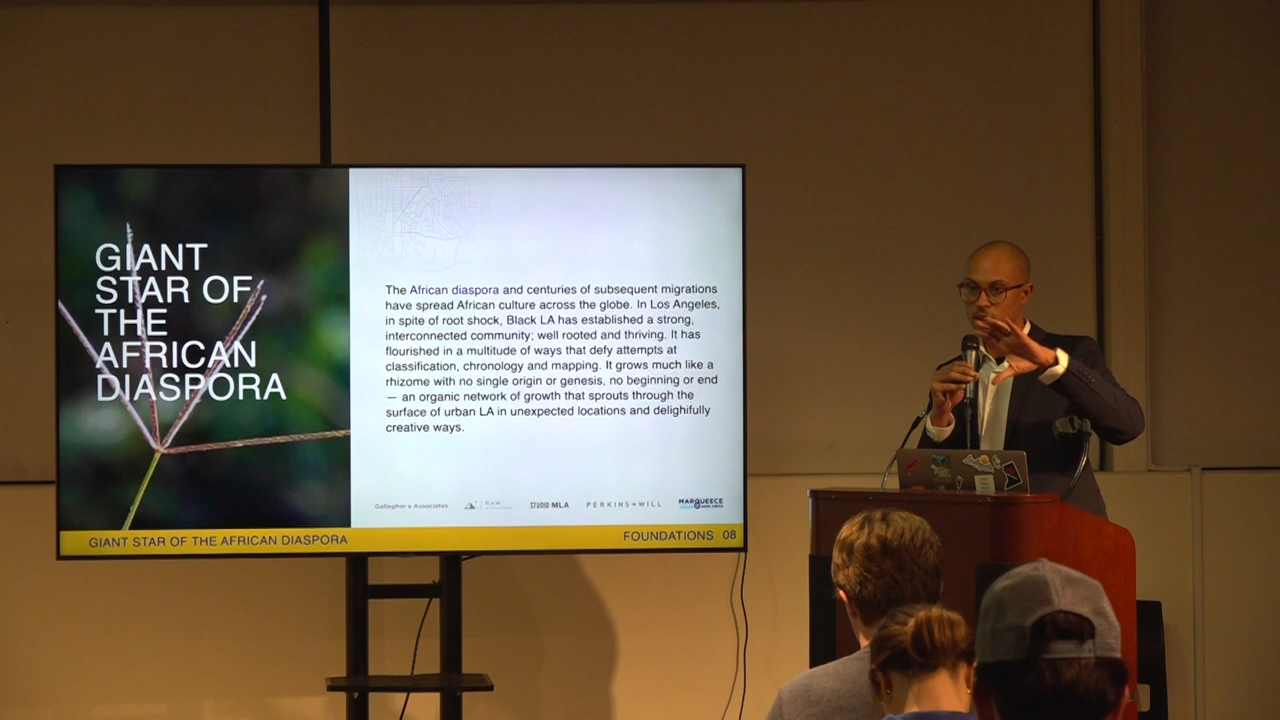 GIANT
STAR OF
THE
AFRICAN
DIASPORA
The African diaspora and centuries of subsequent migrations
have spread African culture across the globe. In Los Angeles,
in spite of root shock, Black LA has established a strong,
interconnected community; well rooted and thriving. It has
flourished in a multitude of ways that defy attempts at
classification, chronology and mapping. It grows much like a
rhizome with no single origin or genesis, no beginning or end
— an organic network of growth that sprouts through the
surface of urban LA in unexpected locations and delighfully
creative ways.
Gallagher & Associates
STUDIO MLA
PERKINS+WILL
MARQUEECE
GIANT STAR OF THE AFRICAN DIASPORA
FOUNDATIONS 08